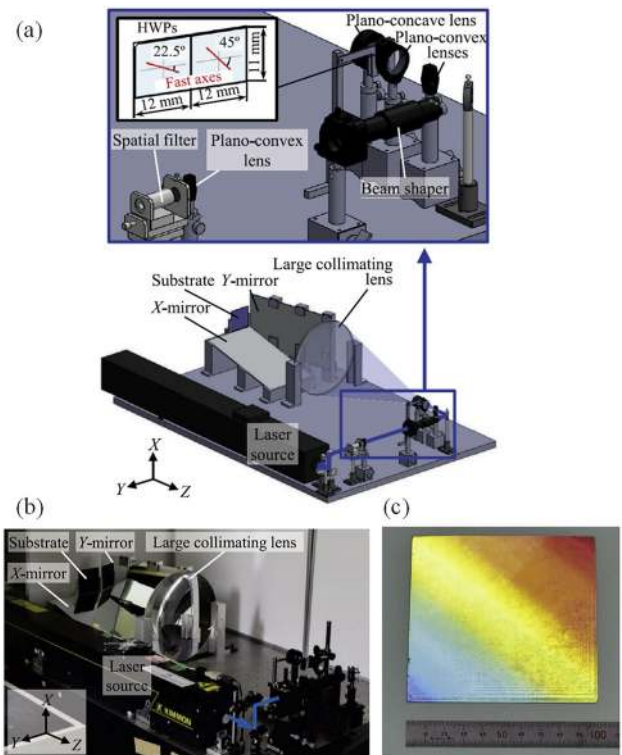 (a)
HWPs
22.5°
45°
Fast axes
11 mm
12 mm
12 mm
Plano-concave lens
Plano-convex
lenses
Spatial filter
Plano-convex
lens
Beam shaper
Large collimating
lens
Substrate
Y-mirror
X-mirror
Laser
source
X
Y
Z
(b)
Substrate
Y-mirror
Large collimating lens
X-mirror
Laser
source
KIMMON
X
Y
Z
(c)
100